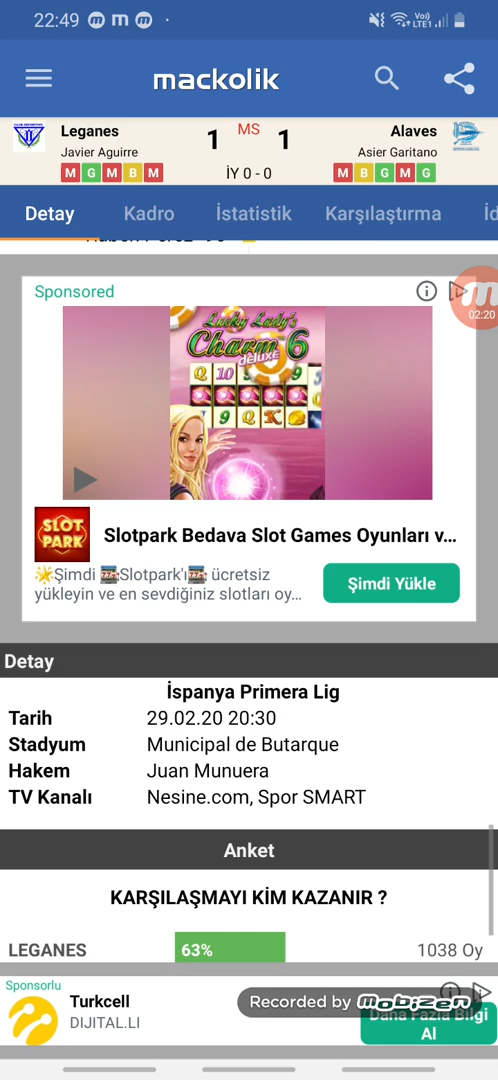 22:49
Vo))
LTE1
mackolik
Leganes
Javier Aguirre
M G M B M
1 MS 1
İY 0 - 0
Alaves
Asier Garitano
M B G M G
Detay Kadro İstatistik Karşılaştırma İd
Sponsored
02:20
Lucky Lady's
Charm 6
deluxe
SLOT
PARK
Slotpark Bedava Slot Games Oyunları v...
Şimdi Slotpark'ı ücretsiz
yükleyin ve en sevdiğiniz slotları oy...
Şimdi Yükle
Detay
İspanya Primera Lig
Tarih 29.02.20 20:30
Stadyum Municipal de Butarque
Hakem Juan Munuera
TV Kanalı Nesine.com, Spor SMART
Anket
KARŞILAŞMAYI KİM KAZANIR ?
LEGANES 63% 1038 Oy
Sponsorlu
Turkcell
DIJITAL.LI
Recorded by Mobizen
Daha Fazla Bilgi
Al